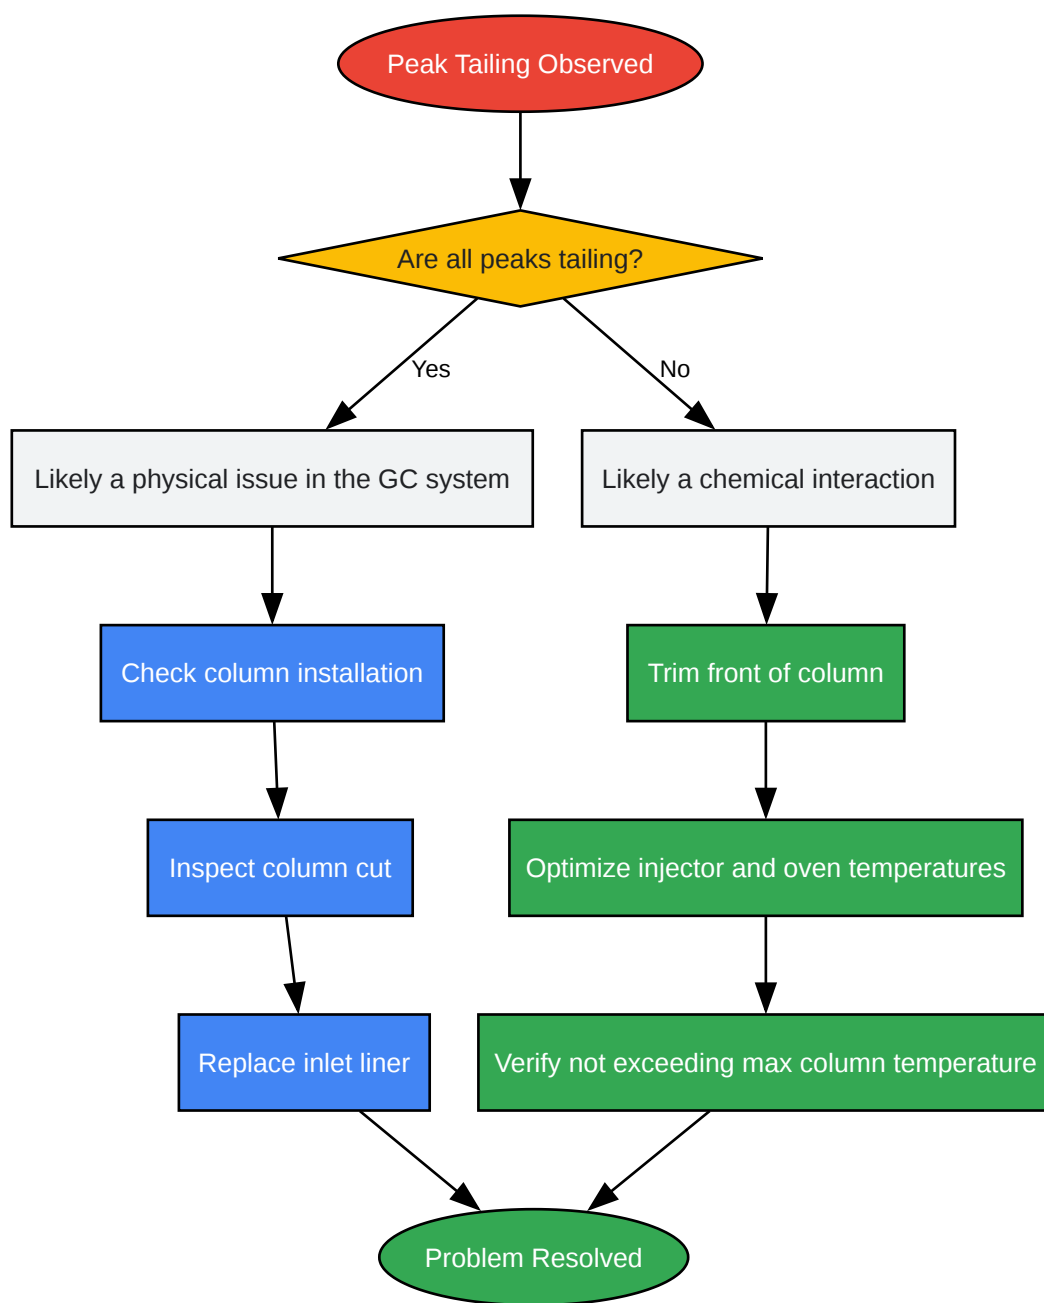 Peak Tailing Observed
Are all peaks tailing?
Yes
No
Likely a physical issue in the GC system
Likely a chemical interaction
Check column installation
Trim front of column
Inspect column cut
Optimize injector and oven temperatures
Replace inlet liner
Verify not exceeding max column temperature
Problem Resolved